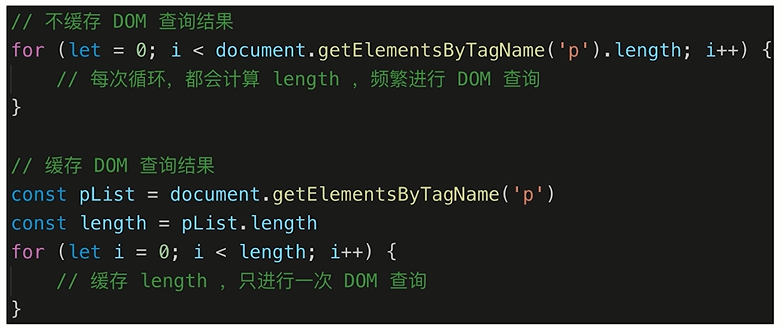 // 不缓存 DOM 查询结果
for (let = 0; i < document.getElementsByTagName('p').length; i++) {
    // 每次循环，都会计算 length ，频繁进行 DOM 查询
}

// 缓存 DOM 查询结果
const pList = document.getElementsByTagName('p')
const length = pList.length
for (let i = 0; i < length; i++) {
    // 缓存 length ，只进行一次 DOM 查询
}